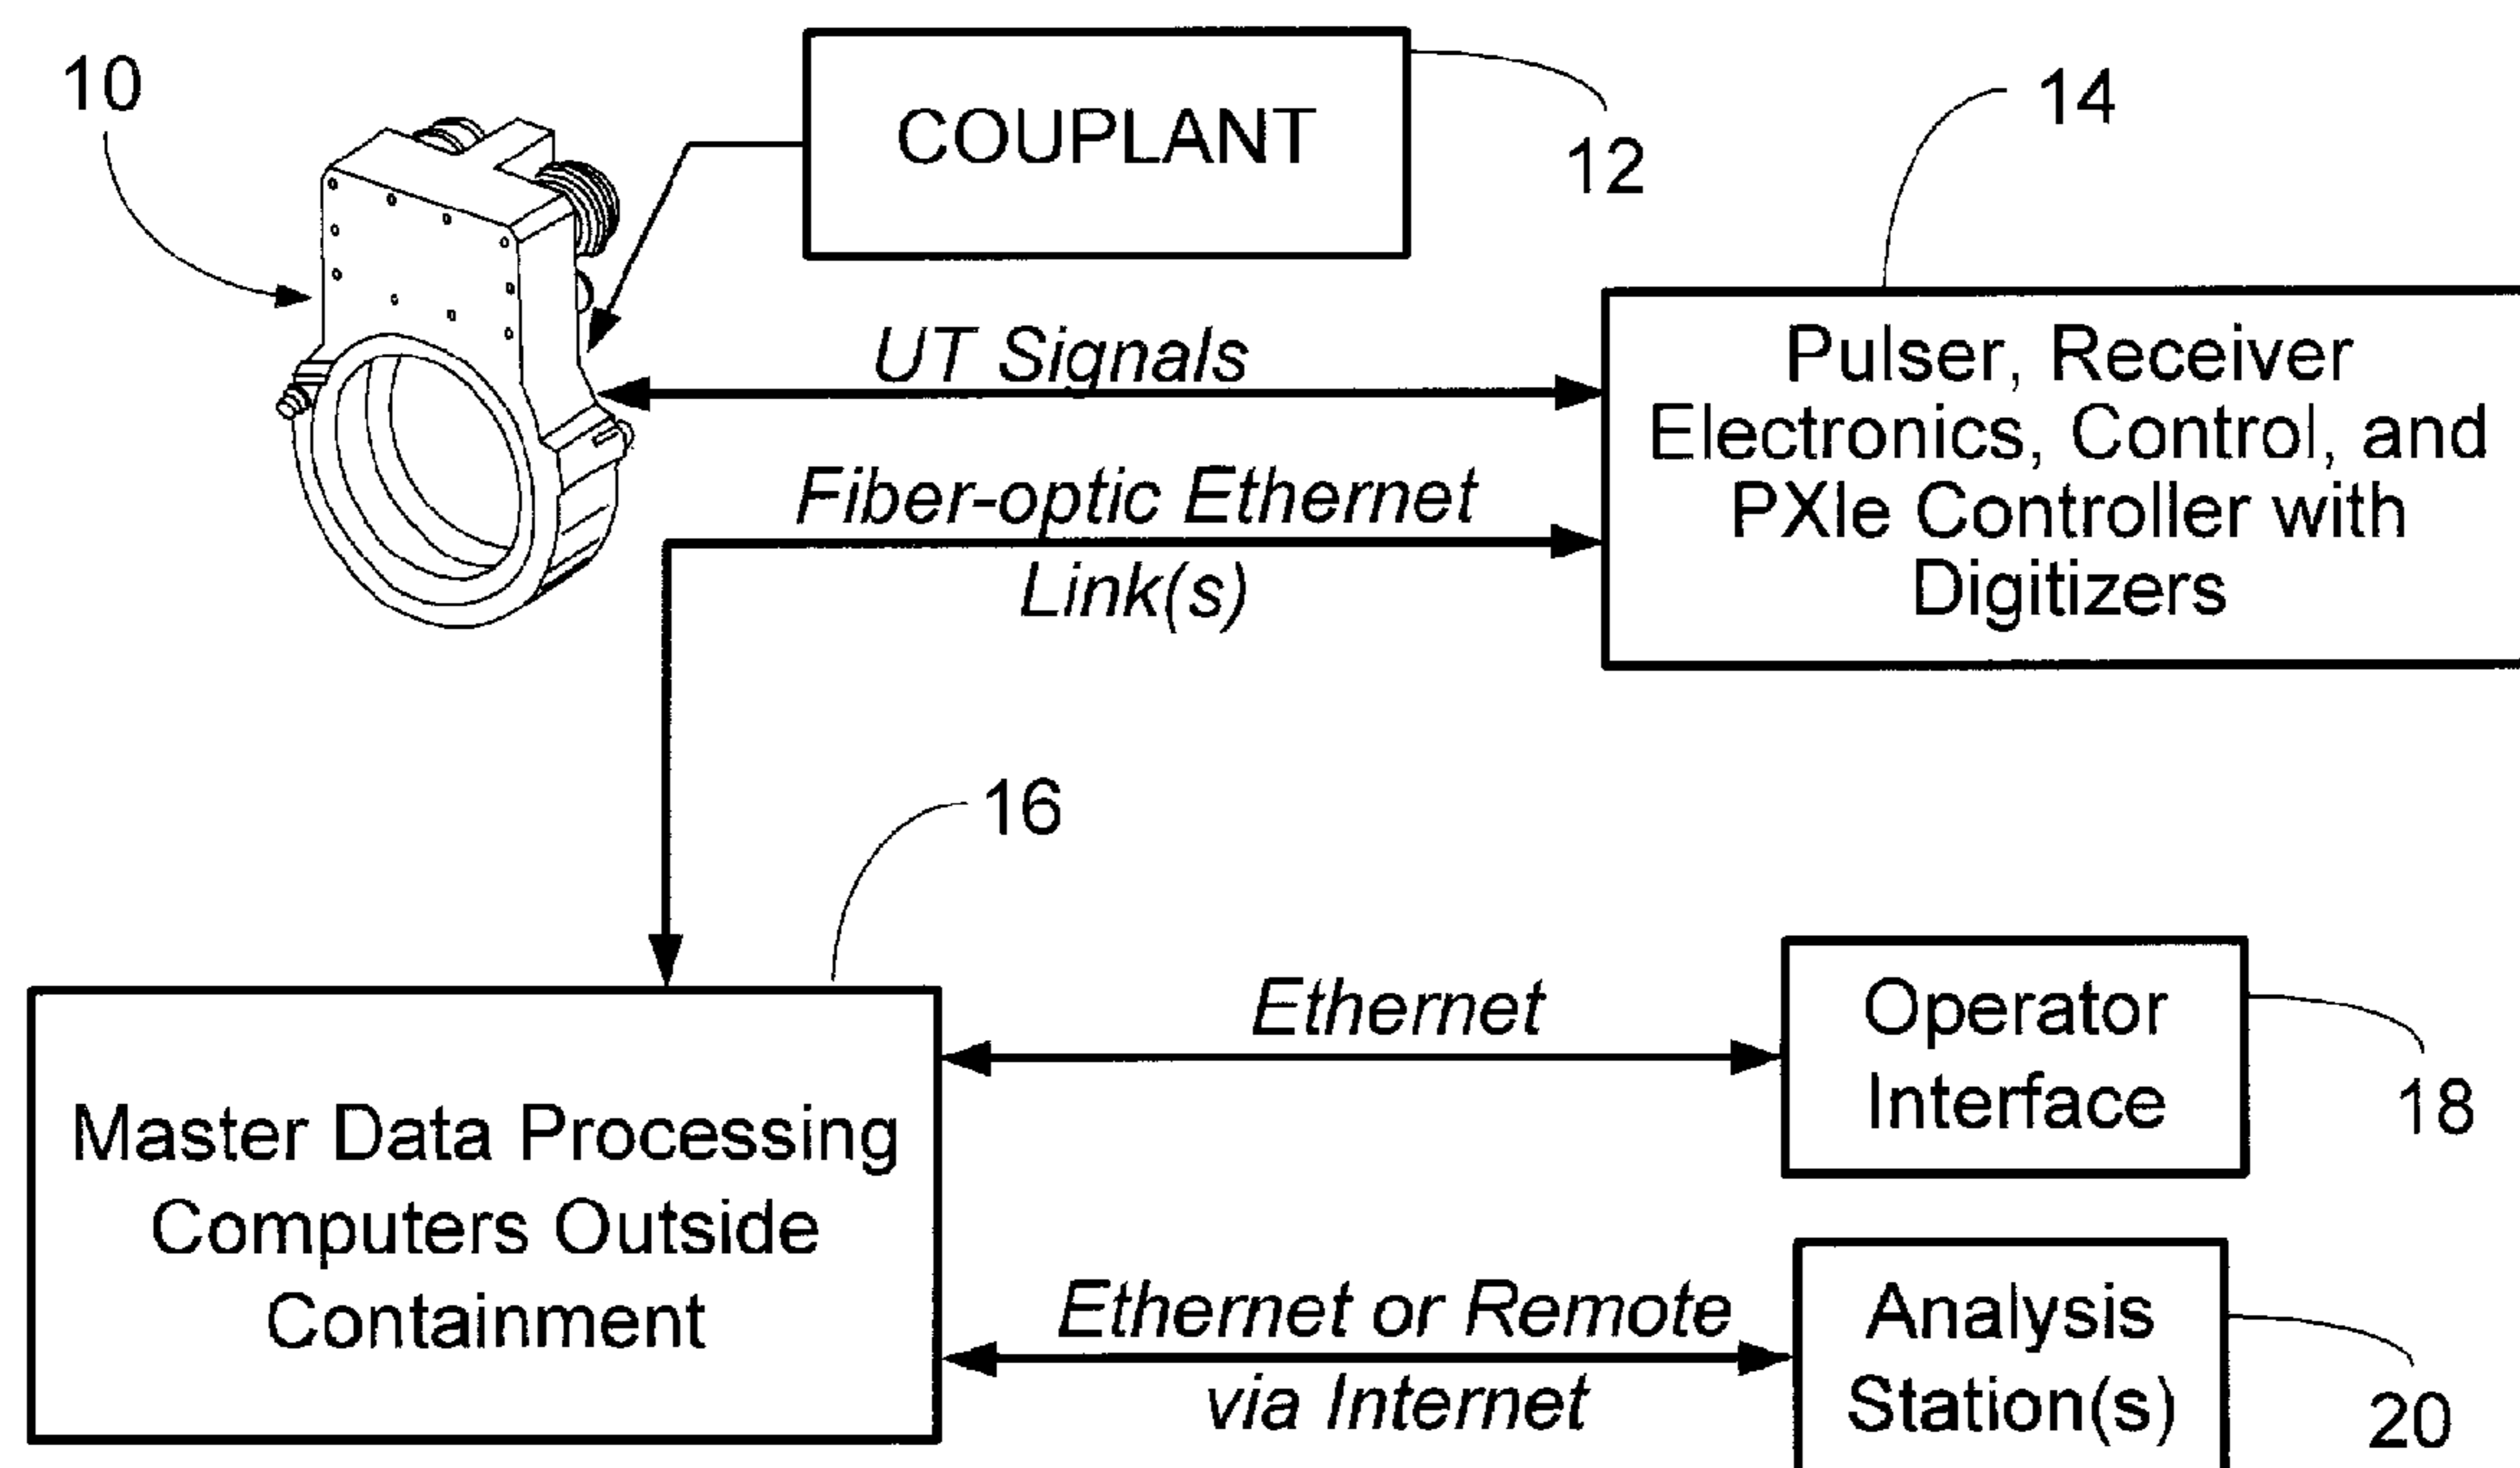 10
COUPLANT
12
14
UT Signals
Pulser, Receiver
Electronics, Control, and
PXIe Controller with
Digitizers
Fiber-optic Ethernet
Link(s)
16
Master Data Processing
Computers Outside
Containment
Ethernet
Operator
Interface
18
Ethernet or Remote
via Internet
Analysis
Station(s)
20